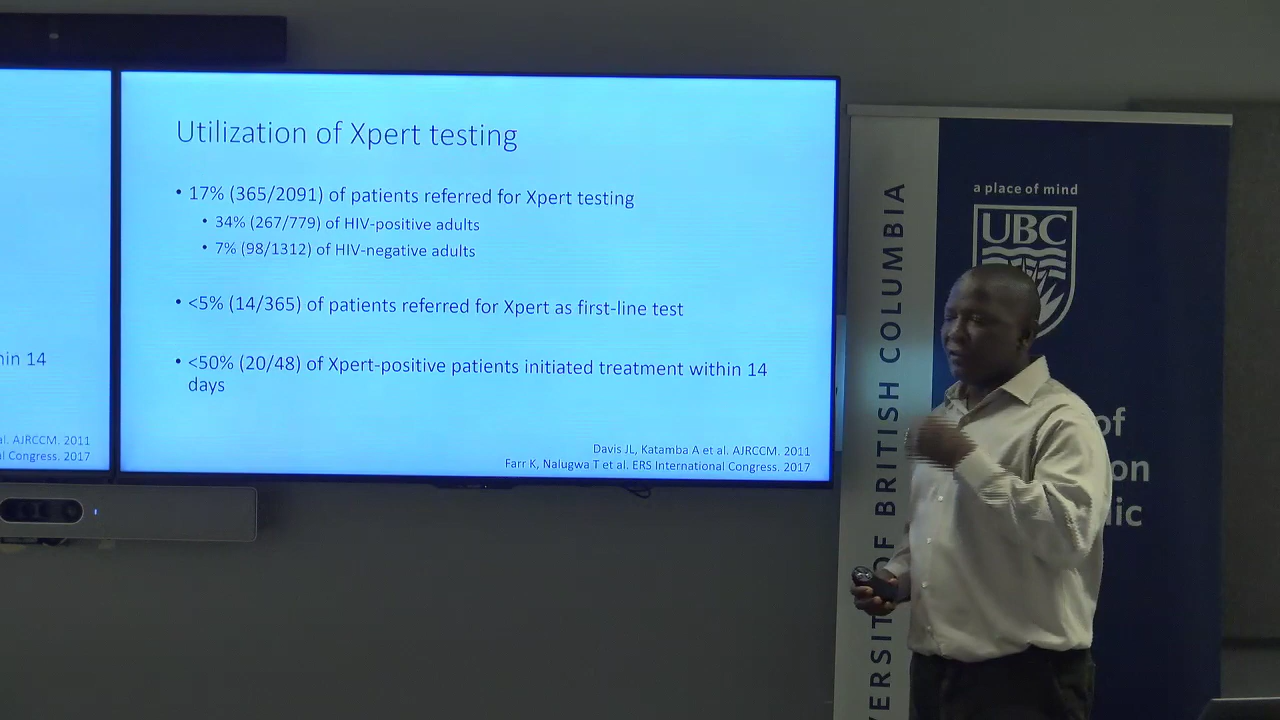 Utilization of Xpert testing
• 17% (365/2091) of patients referred for Xpert testing
• 34% (267/779) of HIV-positive adults
• 7% (98/1312) of HIV-negative adults
• <5% (14/365) of patients referred for Xpert as first-line test
• <50% (20/48) of Xpert-positive patients initiated treatment within 14
days
Davis JL, Katamba A et al. AJRCCM. 2011
Farr K, Nalugwa T et al. ERS International Congress. 2017
14
AJRCCM. 2011
Congress. 2017
a place of mind
UBC
OF BRITISH COLUMBIA
of